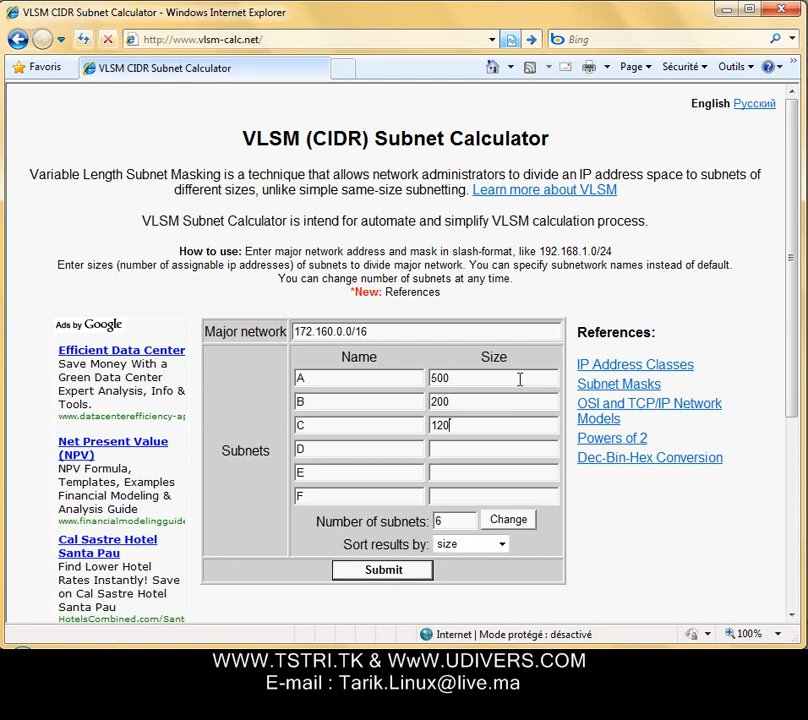 VLSM CIDR Subnet Calculator - Windows Internet Explorer
http://www.vlsm-calc.net/
Bing
Favoris
VLSM CIDR Subnet Calculator
Page
Sécurité
Outils
English Русский
VLSM (CIDR) Subnet Calculator
Variable Length Subnet Masking is a technique that allows network administrators to divide an IP address space to subnets of
different sizes, unlike simple same-size subnetting. Learn more about VLSM
VLSM Subnet Calculator is intend for automate and simplify VLSM calculation process.
How to use: Enter major network address and mask in slash-format, like 192.168.1.0/24
Enter sizes (number of assignable ip addresses) of subnets to divide major network. You can specify subnetwork names instead of default.
You can change number of subnets at any time.
*New: References
Ads by Google
Efficient Data Center
Save Money With a
Green Data Center
Expert Analysis, Info &
Tools.
www.datacenterefficiency-ap
Net Present Value
(NPV)
NPV Formula,
Templates, Examples
Financial Modeling &
Analysis Guide
www.financialmodelingguide
Cal Sastre Hotel
Santa Pau
Find Lower Hotel
Rates Instantly! Save
on Cal Sastre Hotel
Santa Pau
HotelsCombined.com/Sant
Major network 172.160.0.0/16
Name Size
A 500
B 200
C 120
D
E
F
Subnets
Number of subnets: 6 Change
Sort results by: size
Submit
References:
IP Address Classes
Subnet Masks
OSI and TCP/IP Network
Models
Powers of 2
Dec-Bin-Hex Conversion
Internet | Mode protégé : désactivé
100%
WWW.TSTRI.TK & WwW.UDIVERS.COM
E-mail : Tarik.Linux@live.ma